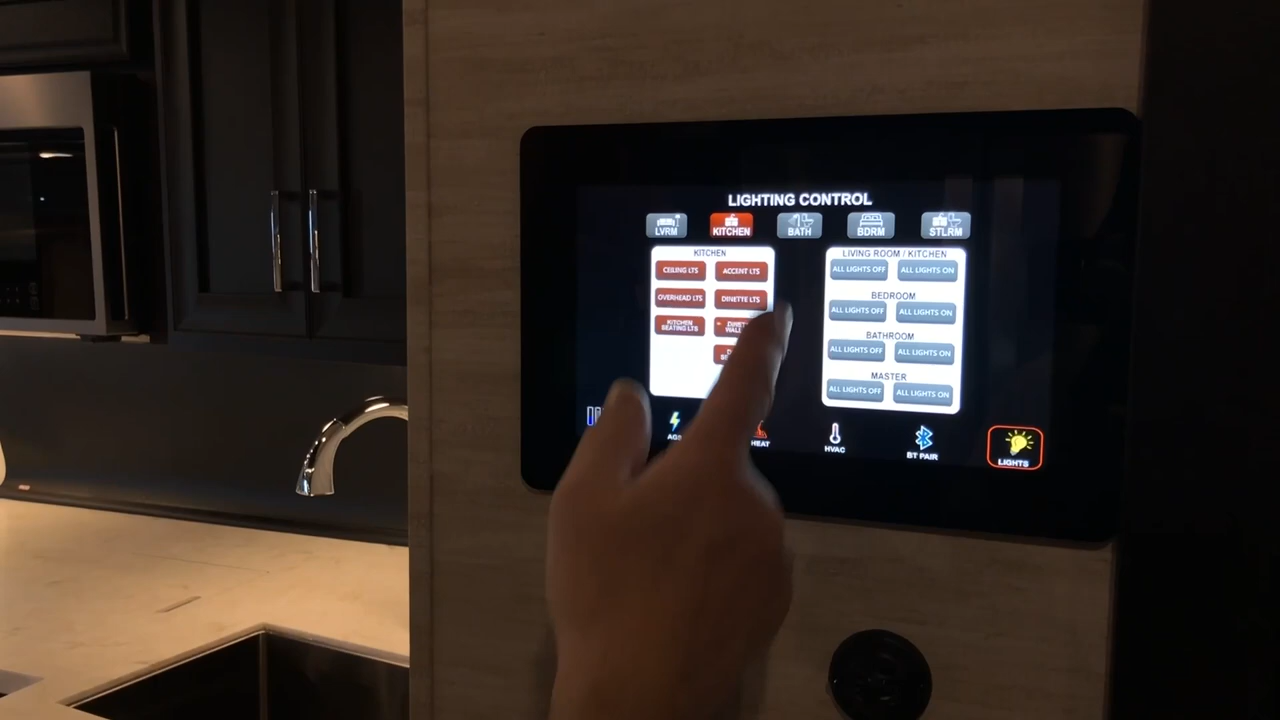 LIGHTING CONTROL
LVRM
KITCHEN
BATH
BDRM
STLRM
KITCHEN
CEILING LTS
ACCENT LTS
OVERHEAD LTS
DINETTE LTS
KITCHEN
SEATING LTS
LIVING ROOM / KITCHEN
ALL LIGHTS OFF
ALL LIGHTS ON
BEDROOM
ALL LIGHTS OFF
ALL LIGHTS ON
BATHROOM
ALL LIGHTS OFF
ALL LIGHTS ON
MASTER
ALL LIGHTS OFF
ALL LIGHTS ON
AGS
HEAT
HVAC
BT PAIR
LIGHTS